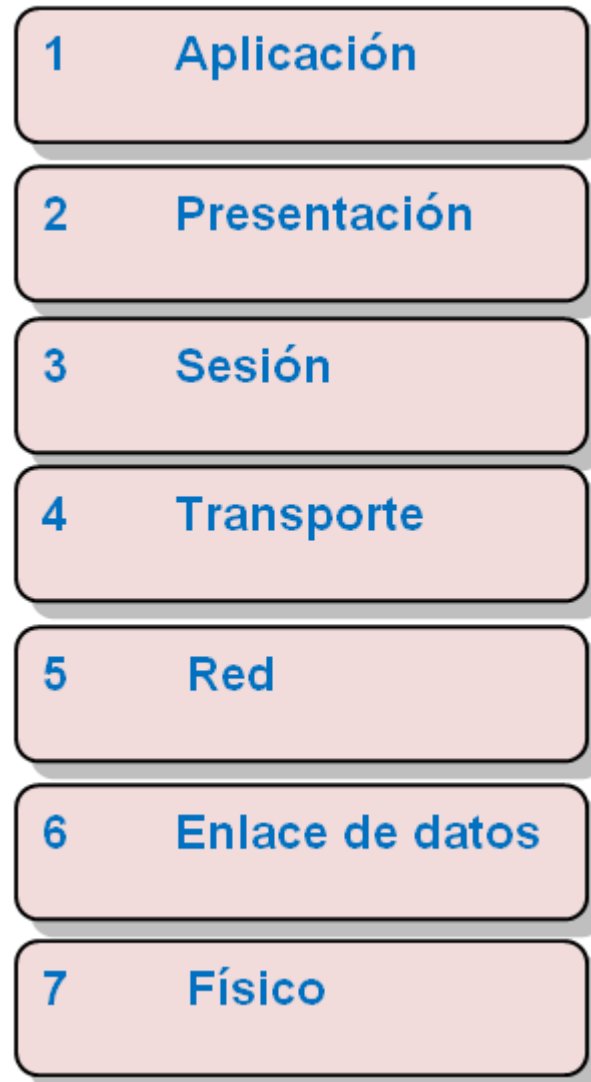 1 Aplicación
2 Presentación
3 Sesión
4 Transporte
5 Red
6 Enlace de datos
7 Físico